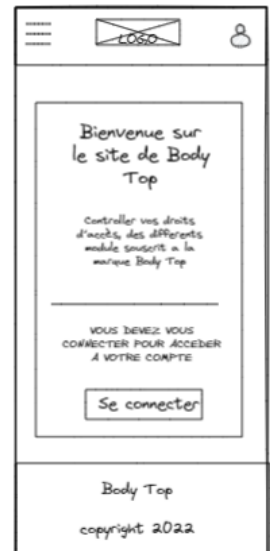 LOGO
Bienvenue sur
le site de Body
Top
Controller vos droits
d'accès, des differents
module souscrit a la
marque Body Top
VOUS DEVEZ VOUS
CONNECTER POUR ACCEDER
A VOTRE COMPTE
Se connecter
Body Top
copyright 2022